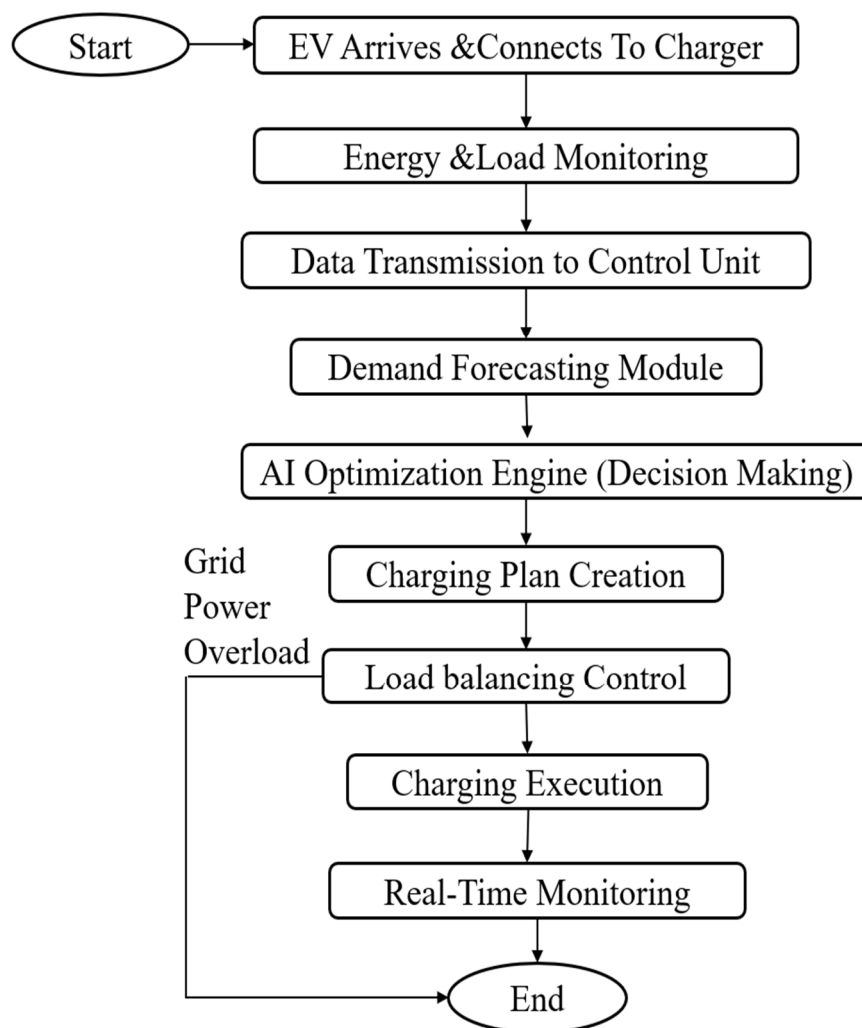 Start
EV Arrives &Connects To Charger
Energy &Load Monitoring
Data Transmission to Control Unit
Demand Forecasting Module
AI Optimization Engine (Decision Making)
Charging Plan Creation
Grid
Power
Overload
Load balancing Control
Charging Execution
Real-Time Monitoring
End